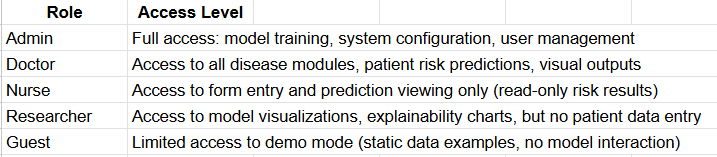 Role Access Level
Admin Full access: model training, system configuration, user management
Doctor Access to all disease modules, patient risk predictions, visual outputs
Nurse Access to form entry and prediction viewing only (read-only risk results)
Researcher Access to model visualizations, explainability charts, but no patient data entry
Guest Limited access to demo mode (static data examples, no model interaction)